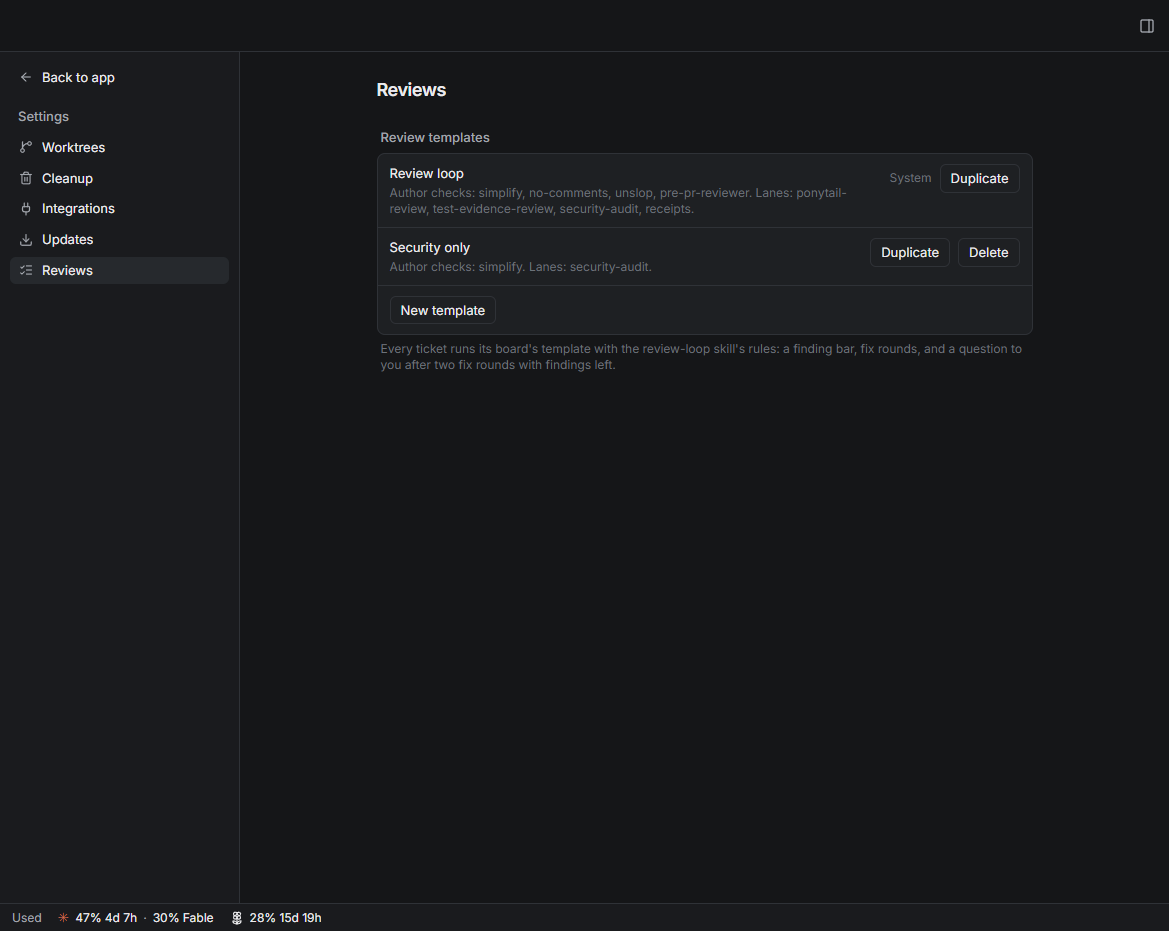 Back to app
Settings
Worktrees
Cleanup
Integrations
Updates
Reviews
Reviews
Review templates
Review loop
Author checks: simplify, no-comments, unslop, pre-pr-reviewer. Lanes: ponytail-
review, test-evidence-review, security-audit, receipts.
System
Duplicate
Security only
Author checks: simplify. Lanes: security-audit.
Duplicate
Delete
New template
Every ticket runs its board's template with the review-loop skill's rules: a finding bar, fix rounds, and a question to
you after two fix rounds with findings left.
Used 47% 4d 7h · 30% Fable 28% 15d 19h